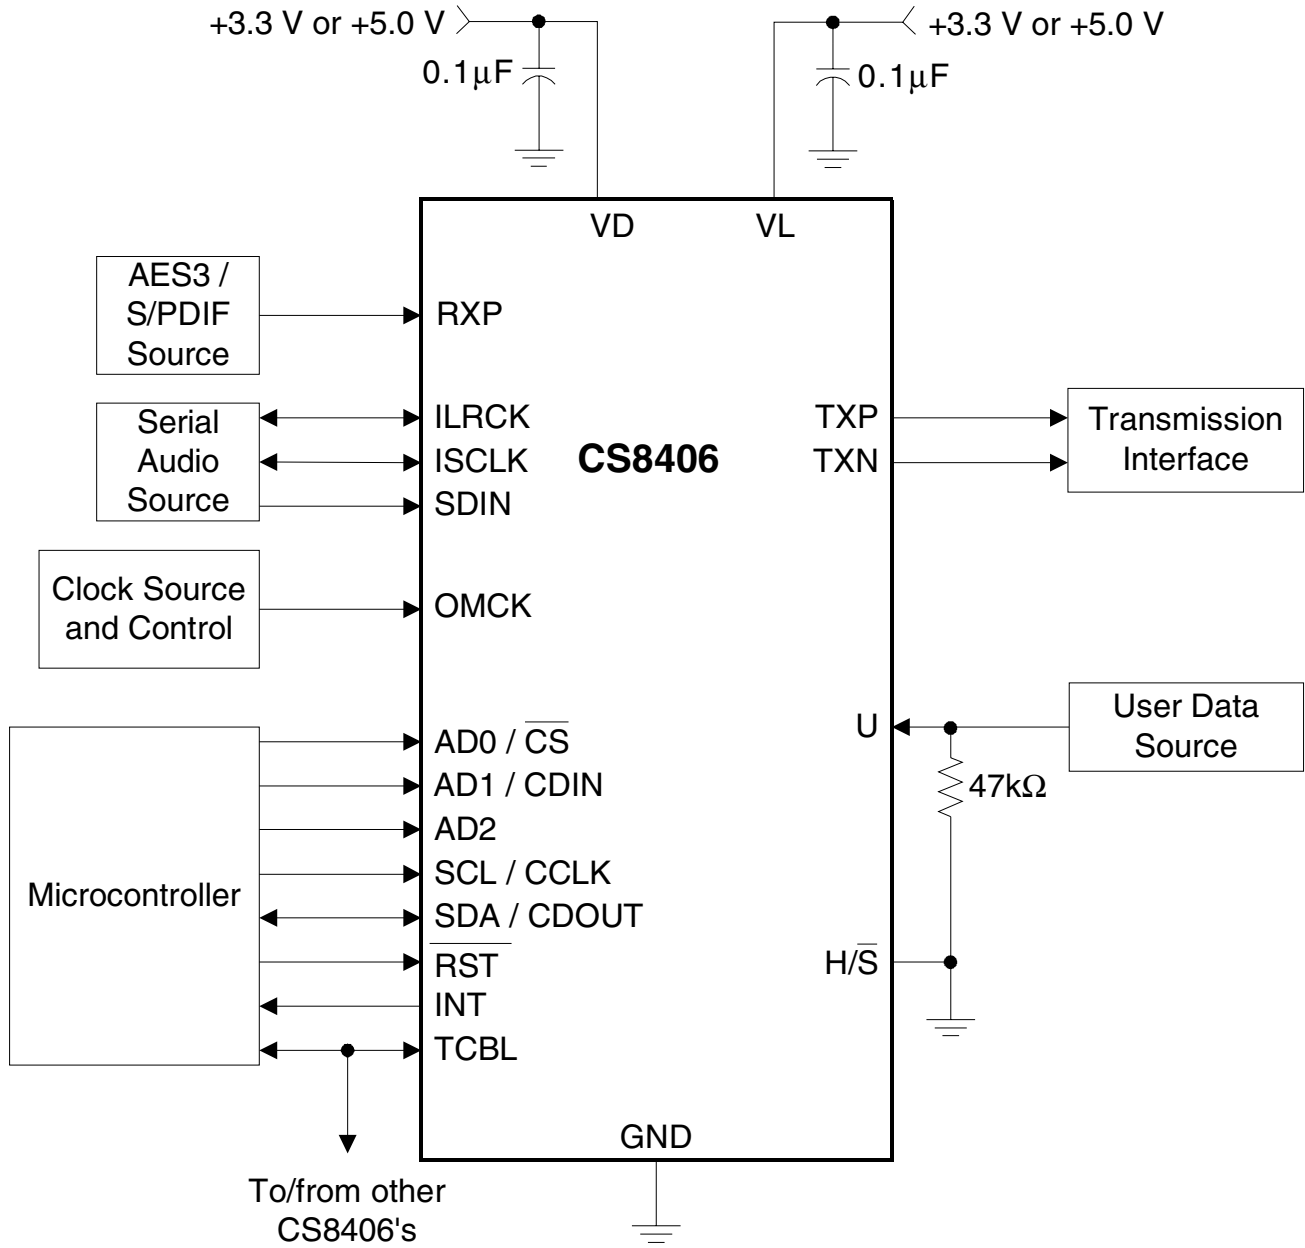 +3.3 V or +5.0 V
+3.3 V or +5.0 V
0.1µF
0.1µF
VD
VL
AES3 /
S/PDIF
Source
RXP
Serial
Audio
Source
ILRCK
ISCLK
SDIN
CS8406
TXP
TXN
Transmission
Interface
Clock Source
and Control
OMCK
U
User Data
Source
47kΩ
Microcontroller
AD0 / C̅S̅
AD1 / CDIN
AD2
SCL / CCLK
SDA / CDOUT
R̅S̅T̅
INT
TCBL
H/S̅
GND
To/from other
CS8406's